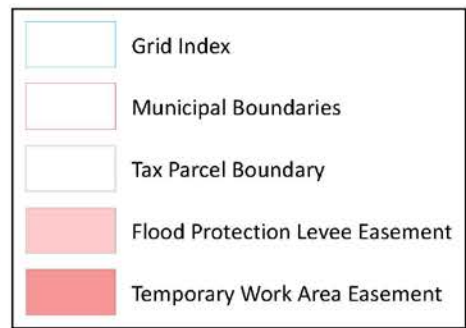 Grid Index
Municipal Boundaries
Tax Parcel Boundary
Flood Protection Levee Easement
Temporary Work Area Easement